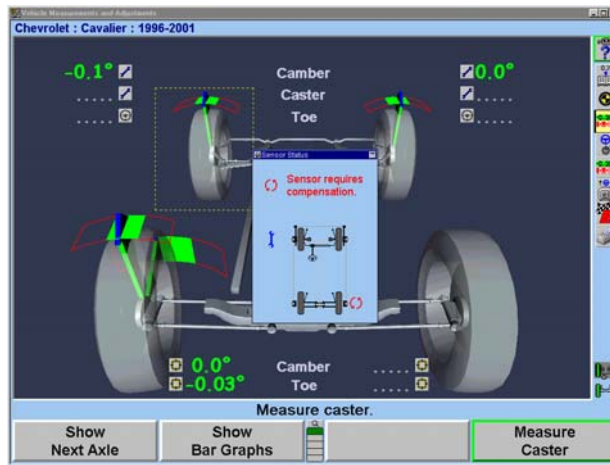 Vehicle Measurements and Adjustments
Chevrolet : Cavalier : 1996-2001
-0.1° Camber 0.0°
..... Caster .....
..... Toe .....
Sensor Status
Sensor requires
compensation.
0.0° Camber .....
-0.03° Toe .....
Measure caster.
Show
Next Axle
Show
Bar Graphs
Measure
Caster